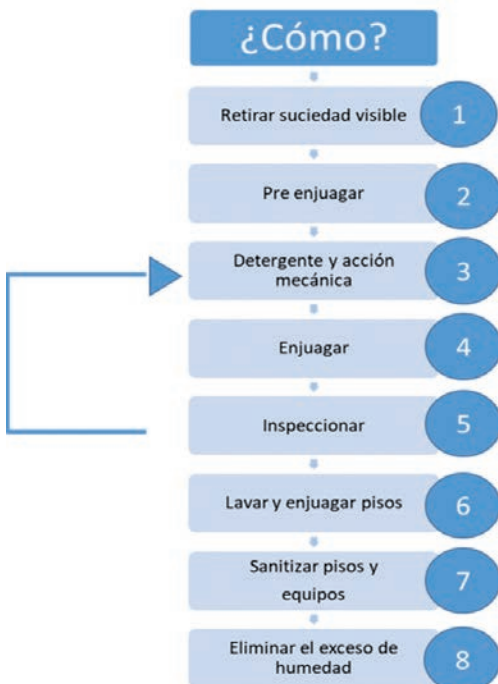 ¿Cómo?
Retirar suciedad visible
1
Pre enjuagar
2
Detergente y acción
mecánica
3
Enjuagar
4
Inspeccionar
5
Lavar y enjuagar pisos
6
Sanitizar pisos y
equipos
7
Eliminar el exceso de
humedad
8